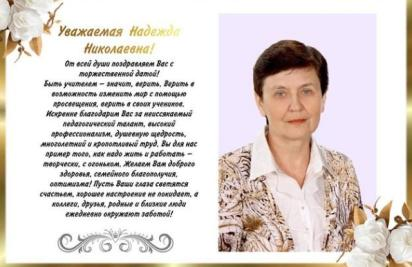 Уважаемая Надежда
Николаевна!
От всей души поздравляем Вас с
торжественной датой!
Быть учителем – значит, верить. Верить в
возможность изменить мир с помощью
просвещения, верить в своих учеников.
Искренне благодарим Вас за неиссякаемый
педагогический талант, высокий
профессионализм, душевную щедрость,
многолетний и кропотливый труд. Вы для нас
пример того, как надо жить и работать –
творчески, с огоньком. Желаем Вам доброго
здоровья, семейного благополучия,
оптимизма! Пусть Ваши глаза светятся
счастьем, хорошее настроение не покидает, а
коллеги, друзья, родные и близкие люди
ежедневно окружают заботой!